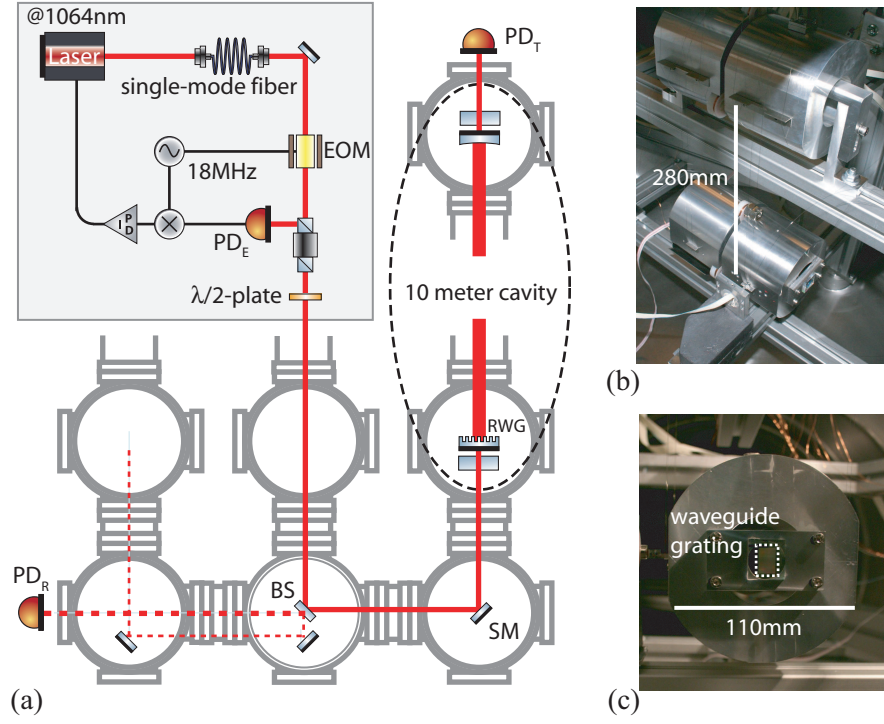 @1064nm
Laser
single-mode fiber
EOM
18MHz
P
I D
PD_E
λ/2-plate
PD_T
10 meter cavity
RWG
PD_R
BS
SM
(a)
280mm
(b)
waveguide
grating
110mm
(c)